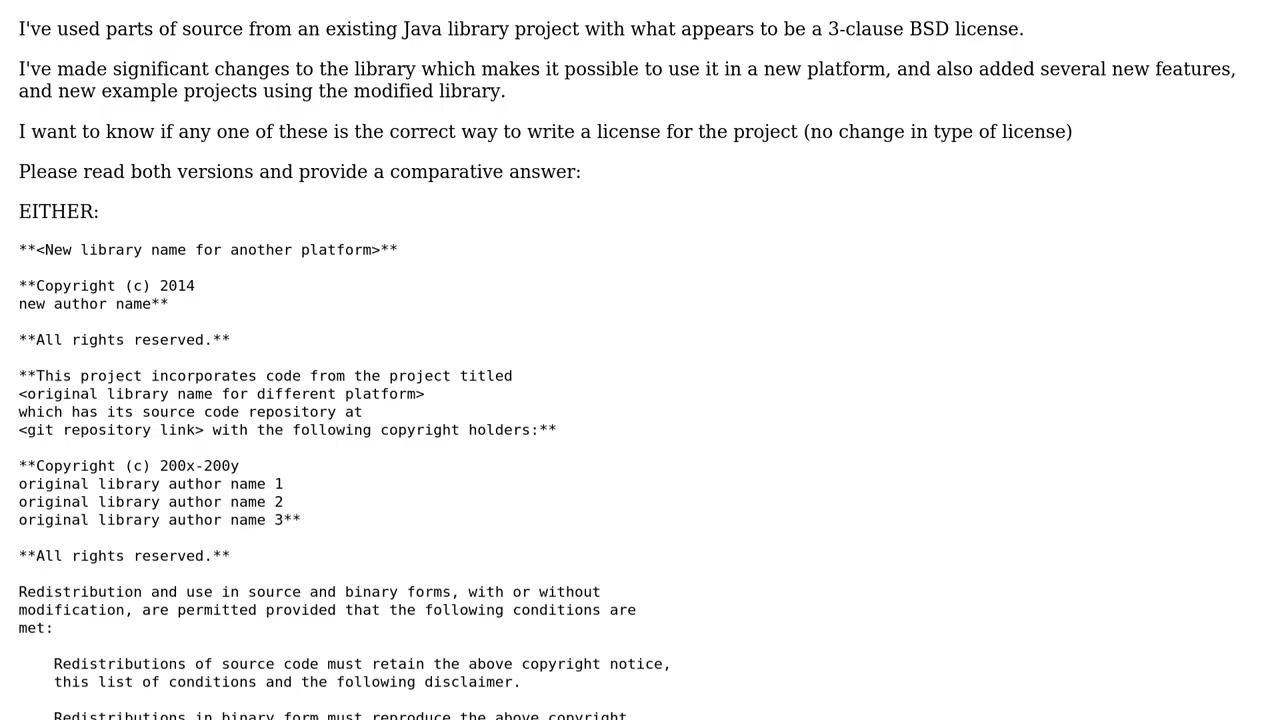 I've used parts of source from an existing Java library project with what appears to be a 3-clause BSD license.
I've made significant changes to the library which makes it possible to use it in a new platform, and also added several new features,
and new example projects using the modified library.
I want to know if any one of these is the correct way to write a license for the project (no change in type of license)
Please read both versions and provide a comparative answer:
EITHER:
**<New library name for another platform>**
**Copyright (c) 2014
new author name**
**All rights reserved.**
**This project incorporates code from the project titled
<original library name for different platform>
which has its source code repository at
<git repository link> with the following copyright holders:**
**Copyright (c) 200x-200y
original library author name 1
original library author name 2
original library author name 3**
**All rights reserved.**
Redistribution and use in source and binary forms, with or without
modification, are permitted provided that the following conditions are
met:
Redistributions of source code must retain the above copyright notice,
this list of conditions and the following disclaimer.
Redistributions in binary form must reproduce the above copyright